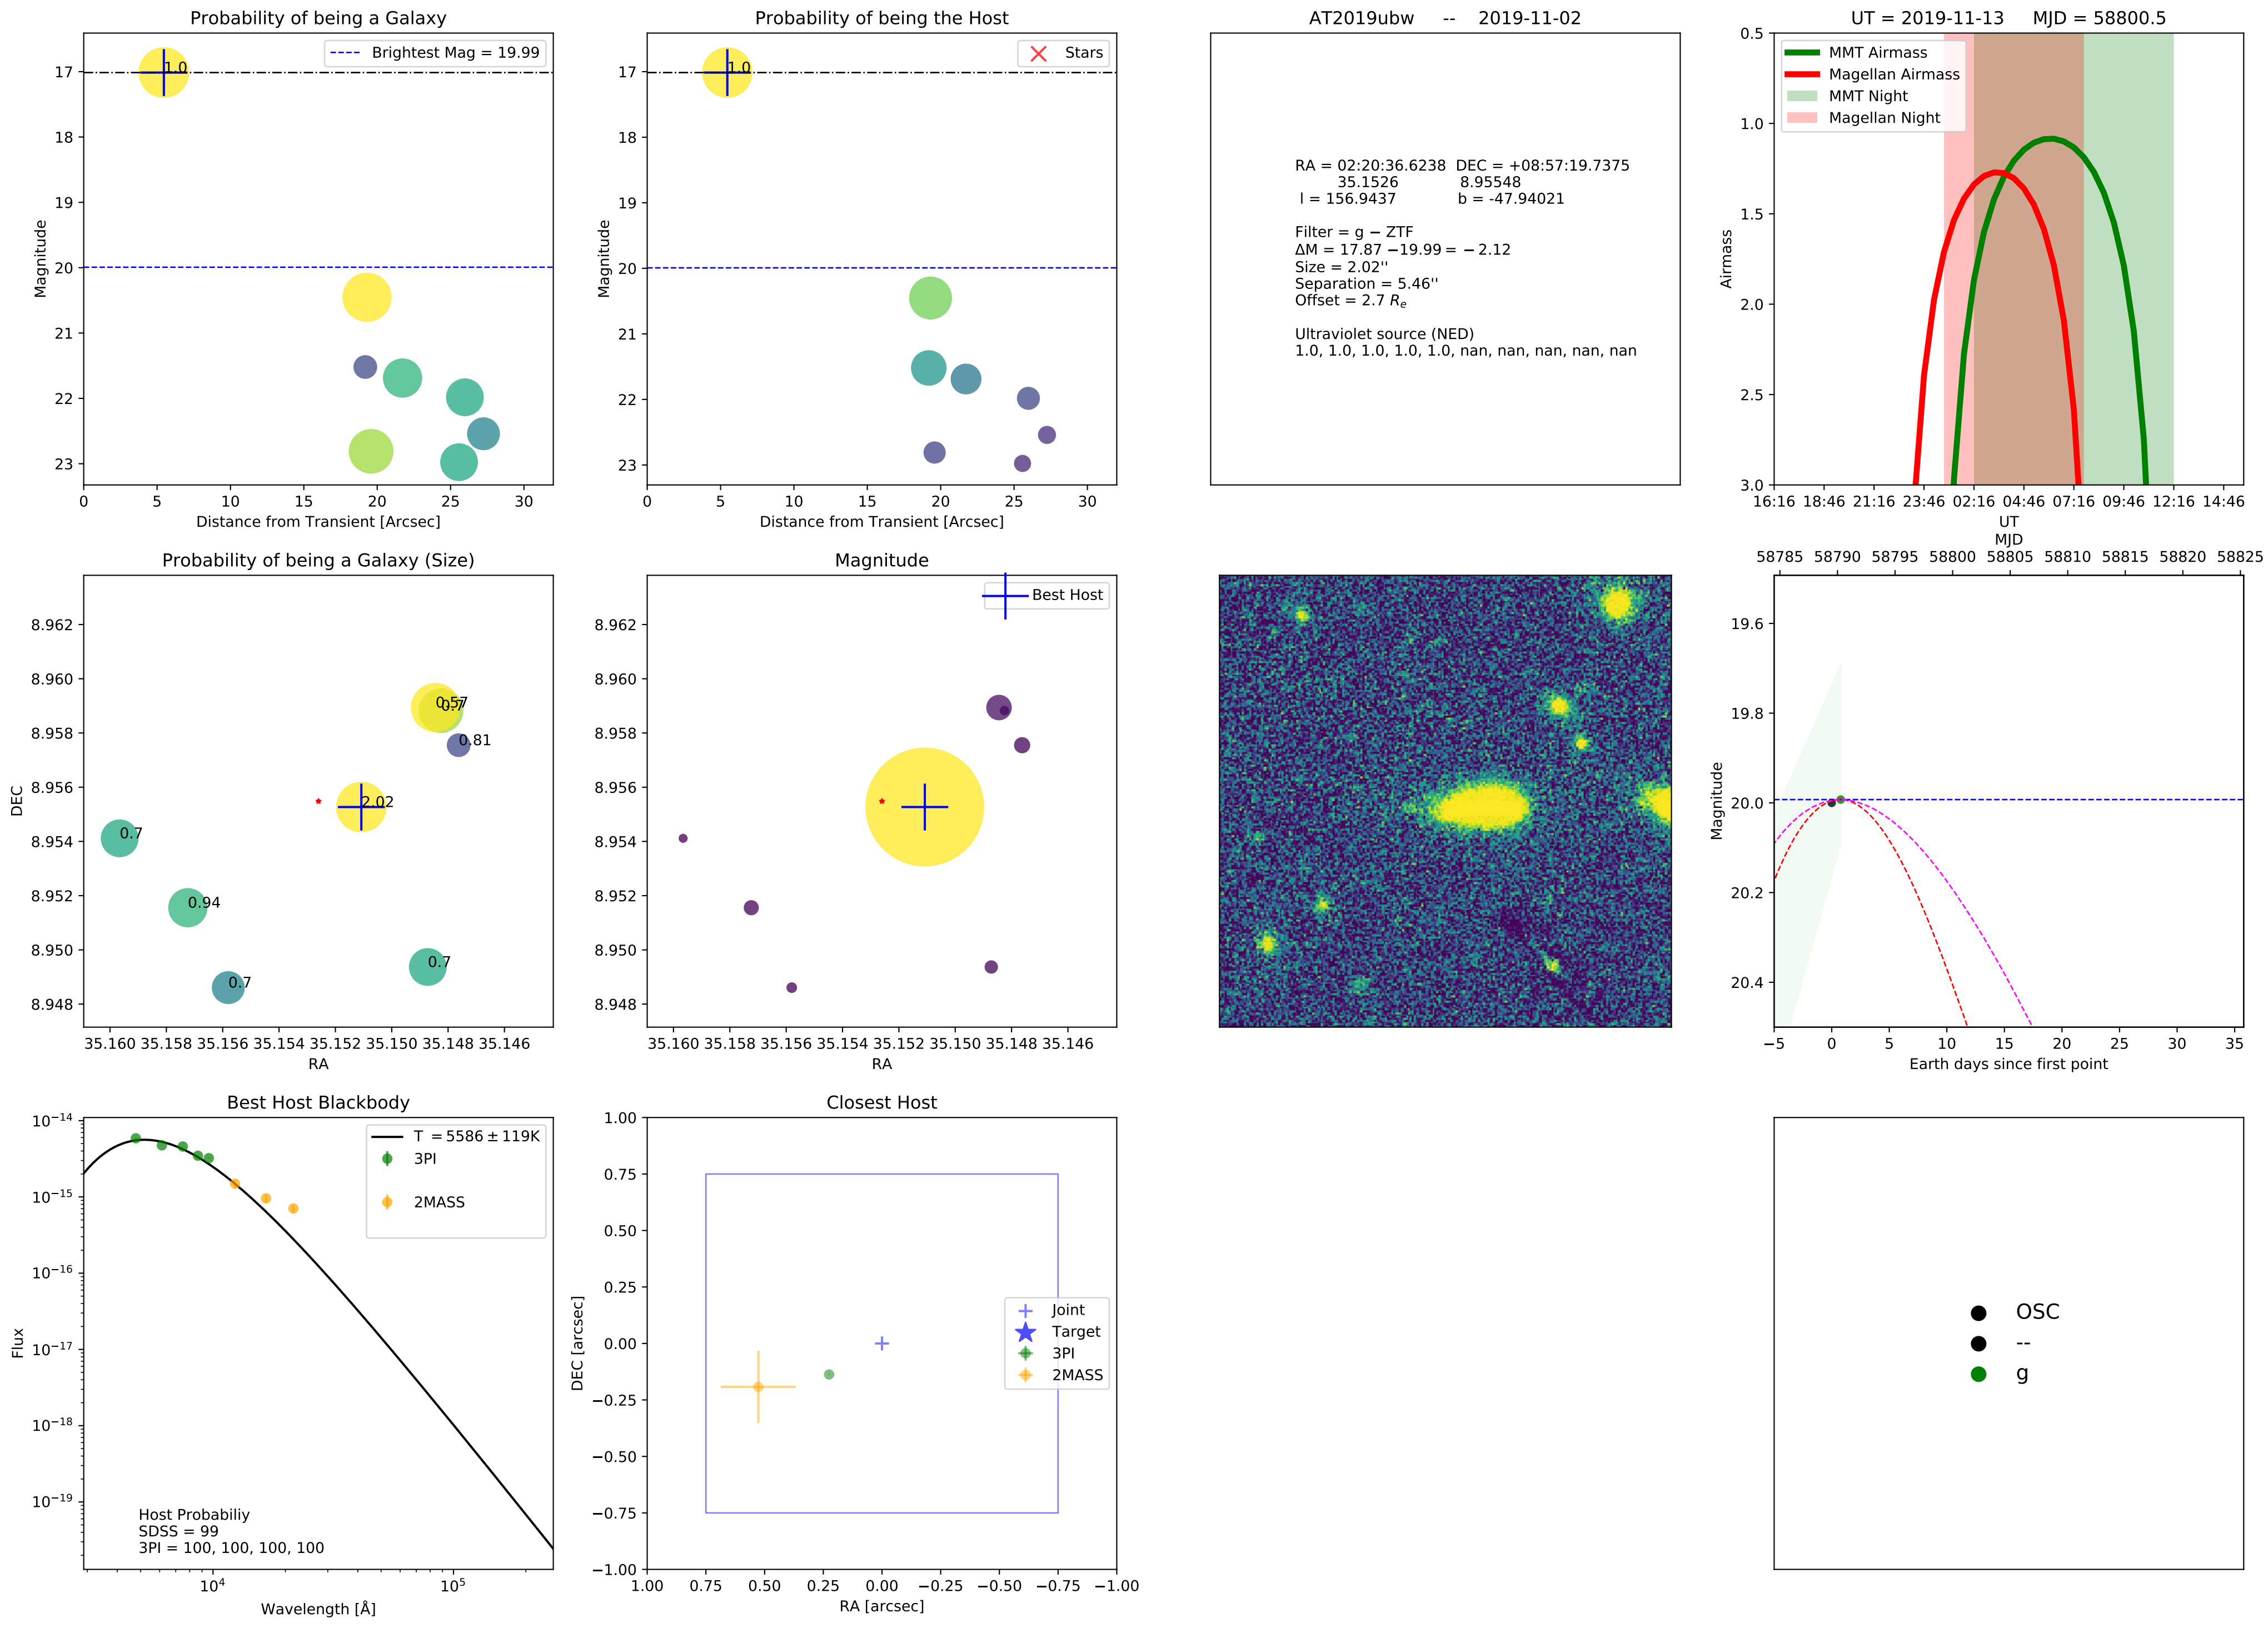 Probability of being a Galaxy
Brightest Mag = 19.99
1.0
17
18
19
20
21
22
23
Magnitude
0 5 10 15 20 25 30
Distance from Transient [Arcsec]
Probability of being the Host
Stars
1.0
17
18
19
20
21
22
23
Magnitude
0 5 10 15 20 25 30
Distance from Transient [Arcsec]
AT2019ubw -- 2019-11-02
RA = 02:20:36.6238 DEC = +08:57:19.7375
35.1526 8.95548
l = 156.9437 b = -47.94021
Filter = g − ZTF
ΔM = 17.87 −19.99 = −2.12
Size = 2.02''
Separation = 5.46''
Offset = 2.7 Re
Ultraviolet source (NED)
1.0, 1.0, 1.0, 1.0, 1.0, nan, nan, nan, nan, nan
UT = 2019-11-13 MJD = 58800.5
MMT Airmass
Magellan Airmass
MMT Night
Magellan Night
0.5
1.0
1.5
2.0
2.5
3.0
Airmass
16:16 18:46 21:16 23:46 02:16 04:46 07:16 09:46 12:16 14:46
UT
Probability of being a Galaxy (Size)
8.962
8.960
8.958
8.956
8.954
8.952
8.950
8.948
DEC
0.57
0.7
0.81
2.02
0.7
0.94
0.7
0.7
35.160 35.158 35.156 35.154 35.152 35.150 35.148 35.146
RA
Magnitude
Best Host
8.962
8.960
8.958
8.956
8.954
8.952
8.950
8.948
35.160 35.158 35.156 35.154 35.152 35.150 35.148 35.146
RA
MJD
58785 58790 58795 58800 58805 58810 58815 58820 58825
19.6
19.8
20.0
20.2
20.4
Magnitude
−5 0 5 10 15 20 25 30 35
Earth days since first point
Best Host Blackbody
T = 5586 ± 119K
3PI
2MASS
10−14
10−15
10−16
10−17
10−18
10−19
Flux
Host Probabiliy
SDSS = 99
3PI = 100, 100, 100, 100
104 105
Wavelength [Å]
Closest Host
Joint
Target
3PI
2MASS
1.00
0.75
0.50
0.25
0.00
−0.25
−0.50
−0.75
−1.00
DEC [arcsec]
1.00 0.75 0.50 0.25 0.00 −0.25 −0.50 −0.75 −1.00
RA [arcsec]
OSC
--
g